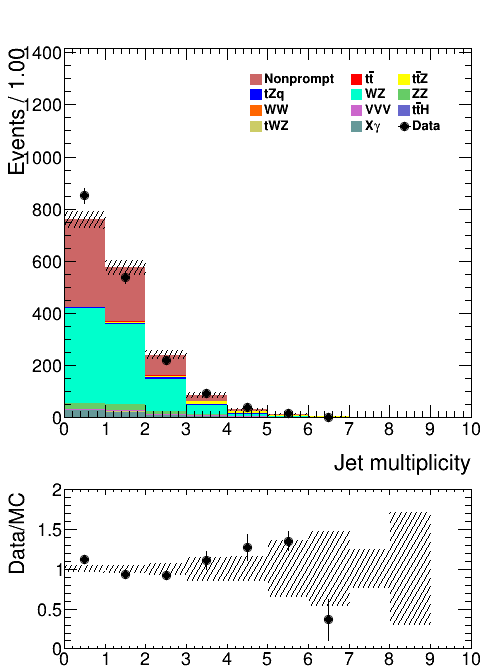 1400
Events / 1.00
1200
1000
800
600
400
200
0
Nonprompt tt̄ tt̄Z
tZq WZ ZZ
WW VVV tt̄H
tWZ Xγ Data
0 1 2 3 4 5 6 7 8 9 10
Jet multiplicity
Data/MC
2
1.5
1
0.5
0
0 1 2 3 4 5 6 7 8 9 10